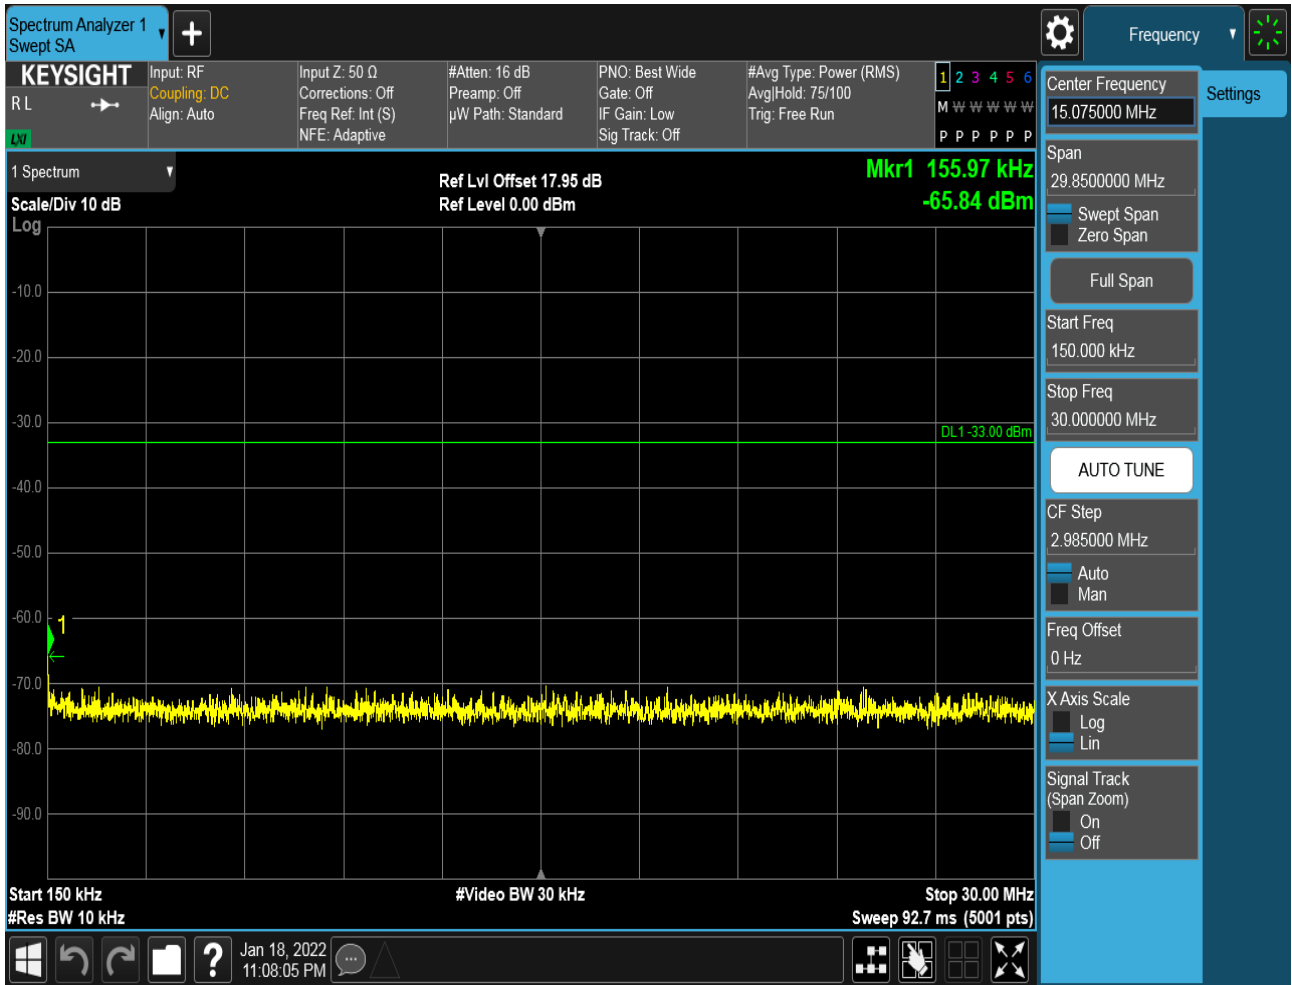 Spectrum Analyzer 1
Swept SA
Frequency
KEYSIGHT
R L
LXI
Input: RF
Coupling: DC
Align: Auto
Input Z: 50 Ω
Corrections: Off
Freq Ref: Int (S)
NFE: Adaptive
#Atten: 16 dB
Preamp: Off
µW Path: Standard
PNO: Best Wide
Gate: Off
IF Gain: Low
Sig Track: Off
#Avg Type: Power (RMS)
Avg|Hold: 75/100
Trig: Free Run
1 2 3 4 5 6
M W W W W W
P P P P P P
1 Spectrum
Scale/Div 10 dB
Log
Ref Lvl Offset 17.95 dB
Ref Level 0.00 dBm
Mkr1 155.97 kHz
-65.84 dBm
-10.0
-20.0
-30.0
DL1 -33.00 dBm
-40.0
-50.0
-60.0
1
-70.0
-80.0
-90.0
Start 150 kHz
#Video BW 30 kHz
Stop 30.00 MHz
#Res BW 10 kHz
Sweep 92.7 ms (5001 pts)
?
Jan 18, 2022
11:08:05 PM
Center Frequency
15.075000 MHz
Settings
Span
29.8500000 MHz
Swept Span
Zero Span
Full Span
Start Freq
150.000 kHz
Stop Freq
30.000000 MHz
AUTO TUNE
CF Step
2.985000 MHz
Auto
Man
Freq Offset
0 Hz
X Axis Scale
Log
Lin
Signal Track
(Span Zoom)
On
Off